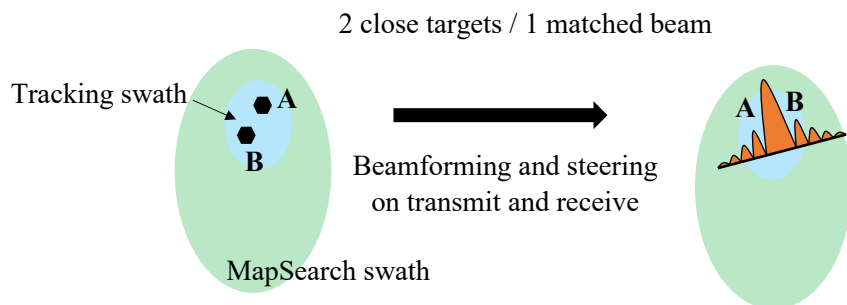 2 close targets / 1 matched beam
Tracking swath
A
B
A
B
Beamforming and steering
on transmit and receive
MapSearch swath